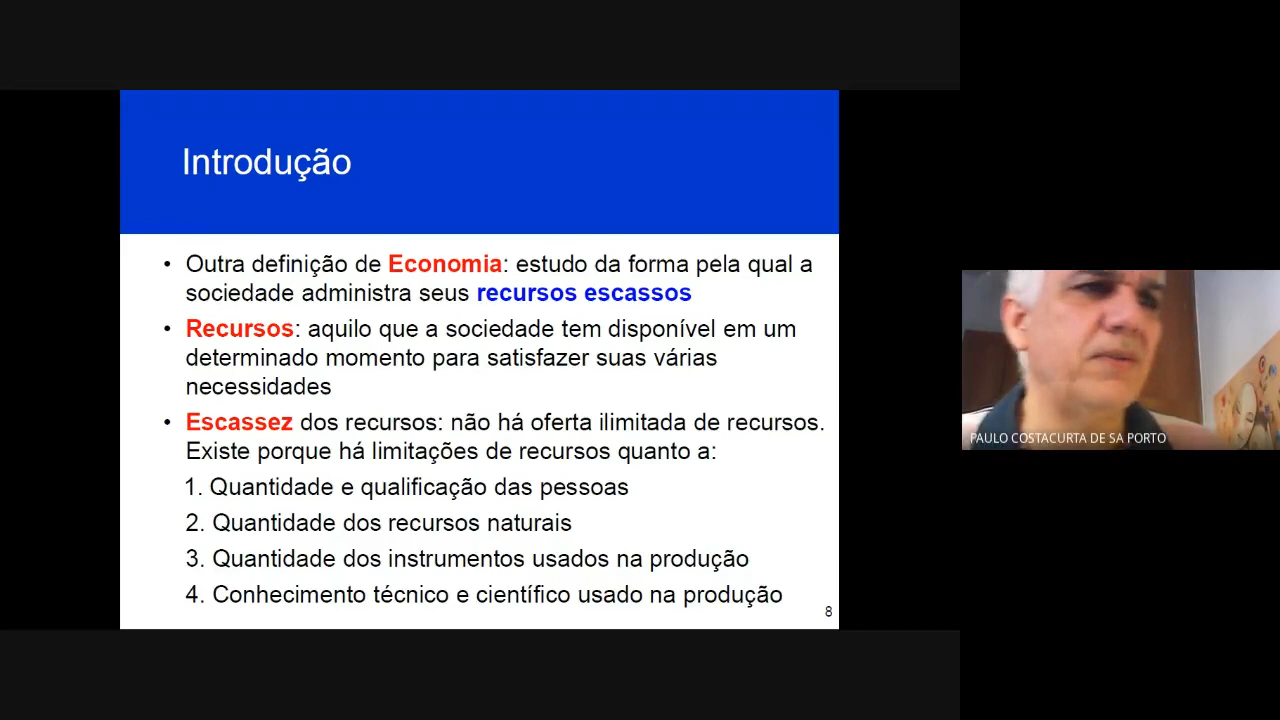 Introdução
• Outra definição de Economia: estudo da forma pela qual a
sociedade administra seus recursos escassos
• Recursos: aquilo que a sociedade tem disponível em um
determinado momento para satisfazer suas várias
necessidades
• Escassez dos recursos: não há oferta ilimitada de recursos.
Existe porque há limitações de recursos quanto a:
1. Quantidade e qualificação das pessoas
2. Quantidade dos recursos naturais
3. Quantidade dos instrumentos usados na produção
4. Conhecimento técnico e científico usado na produção
8
PAULO COSTACURTA DE SA PORTO